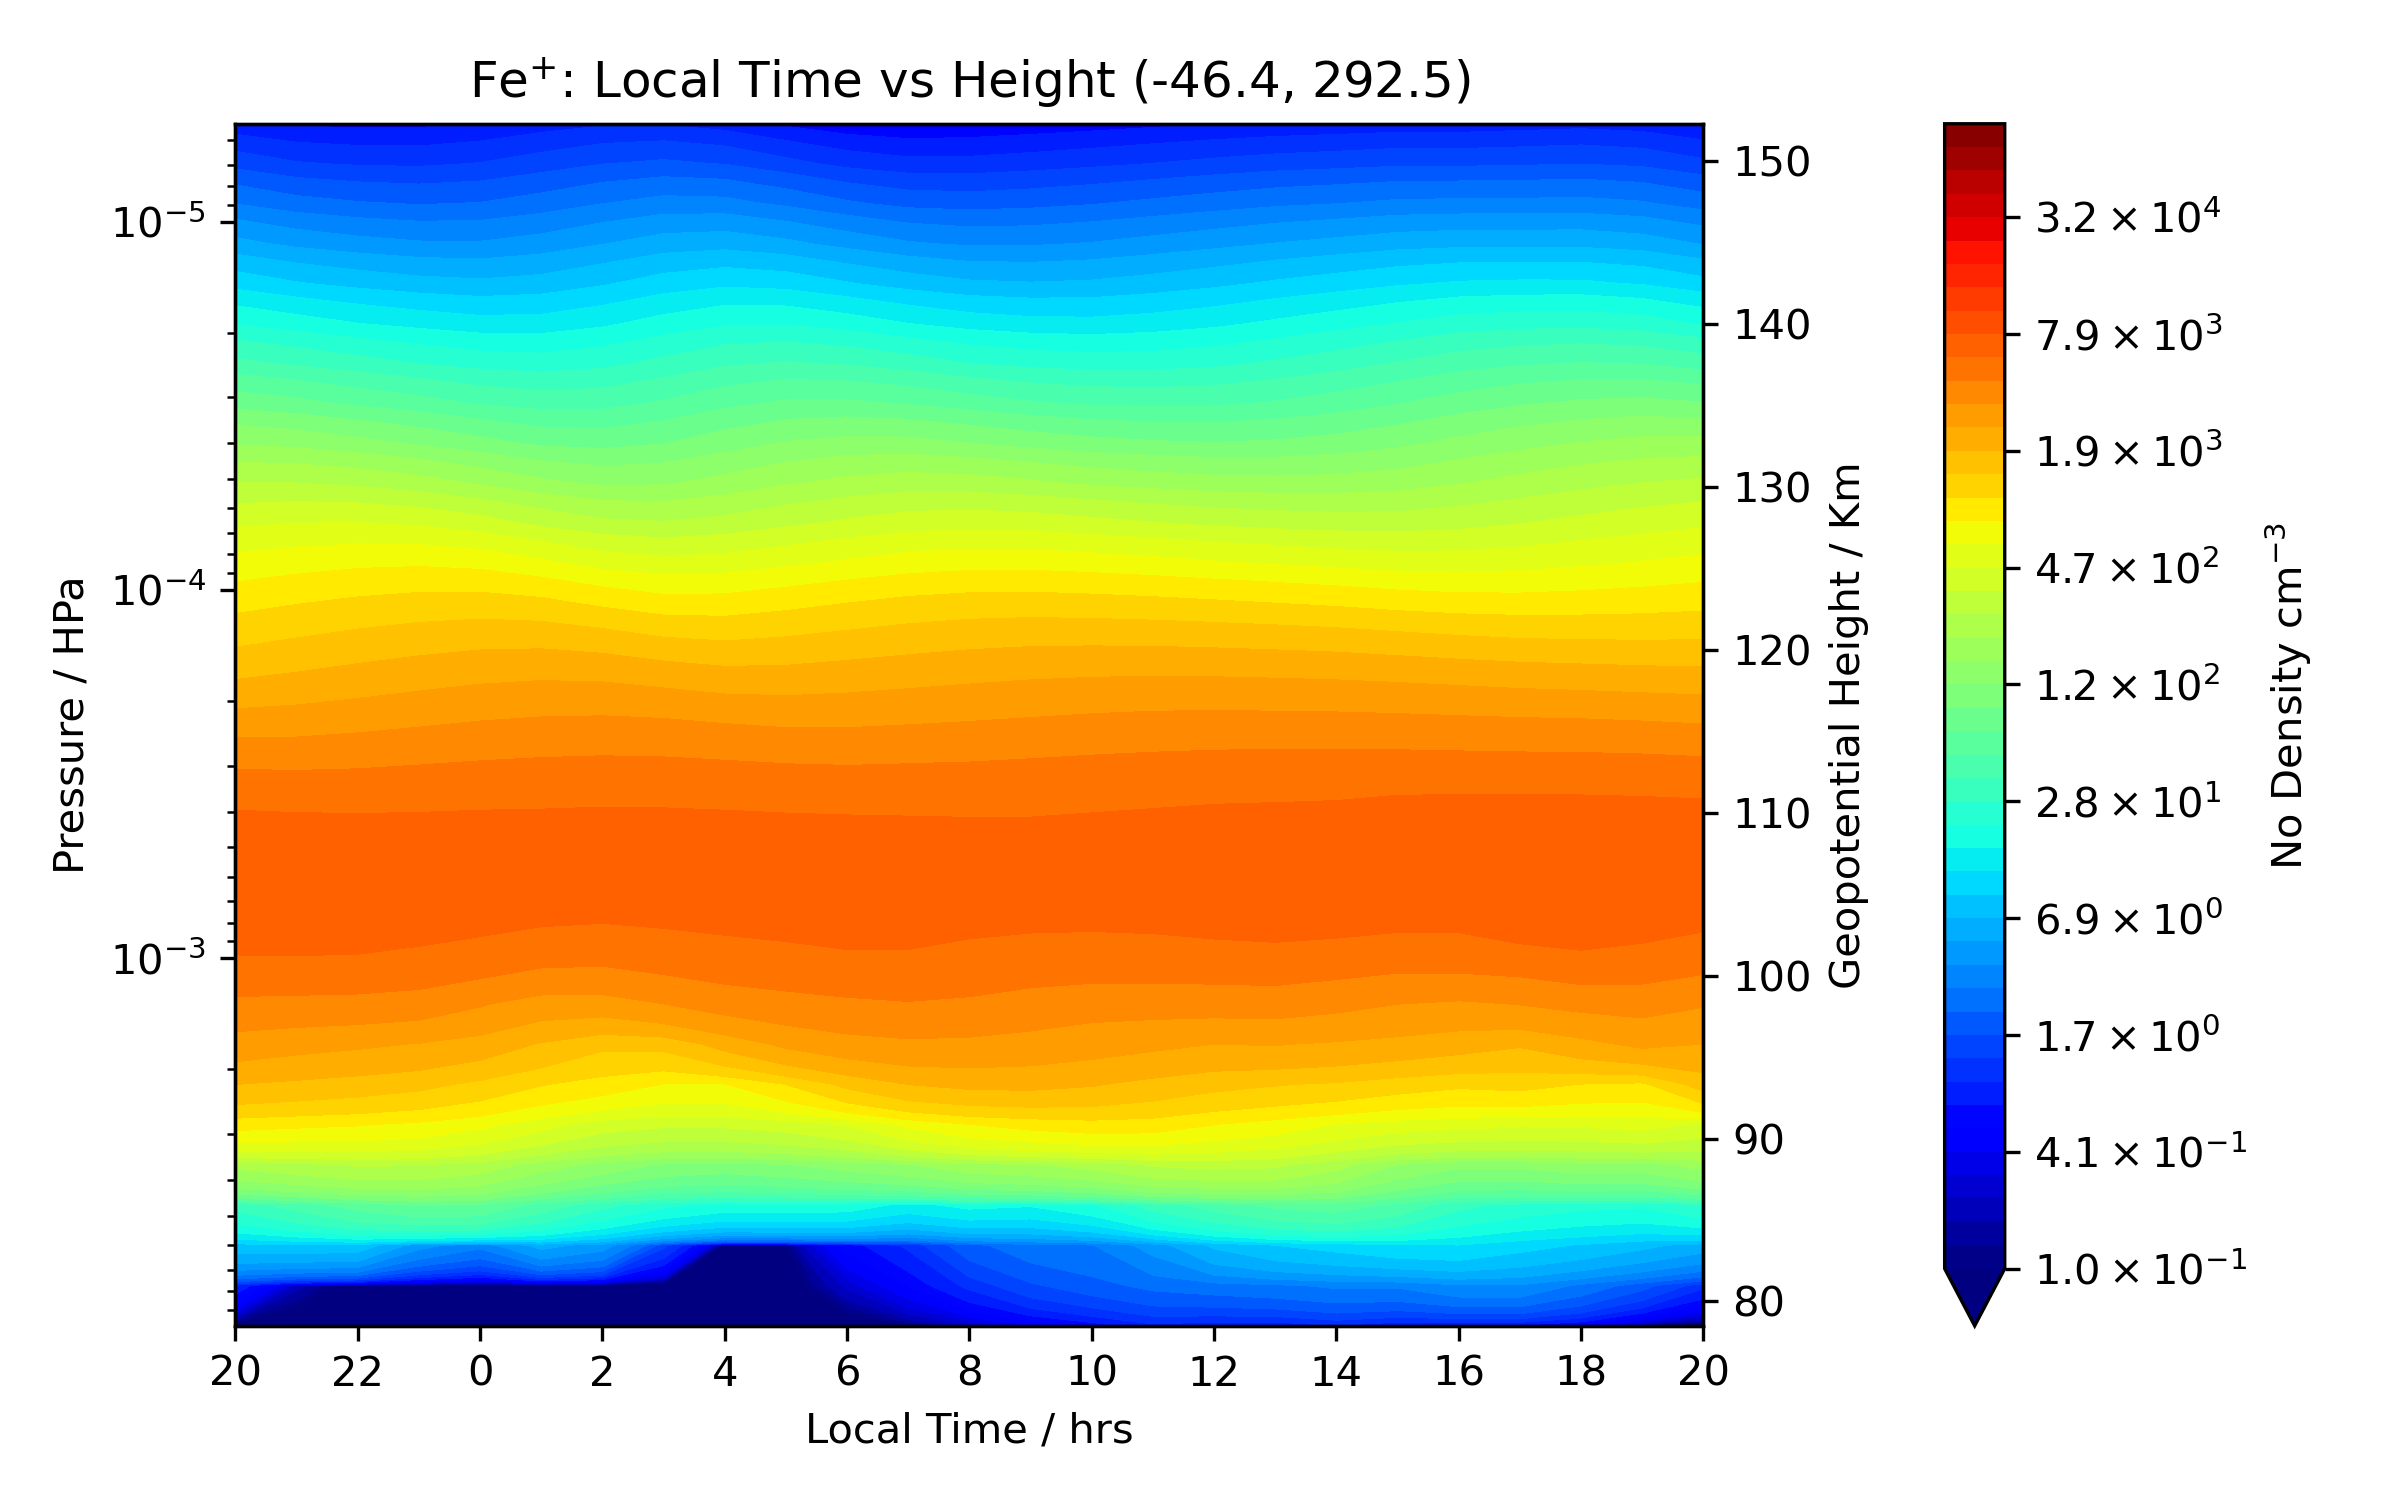 Fe⁺: Local Time vs Height (-46.4, 292.5)
Pressure / HPa
10⁻⁵
10⁻⁴
10⁻³
150
140
130
120
110
100
90
80
Geopotential Height / Km
20 22 0 2 4 6 8 10 12 14 16 18 20
Local Time / hrs
3.2 × 10⁴
7.9 × 10³
1.9 × 10³
4.7 × 10²
1.2 × 10²
2.8 × 10¹
6.9 × 10⁰
1.7 × 10⁰
4.1 × 10⁻¹
1.0 × 10⁻¹
No Density cm⁻³